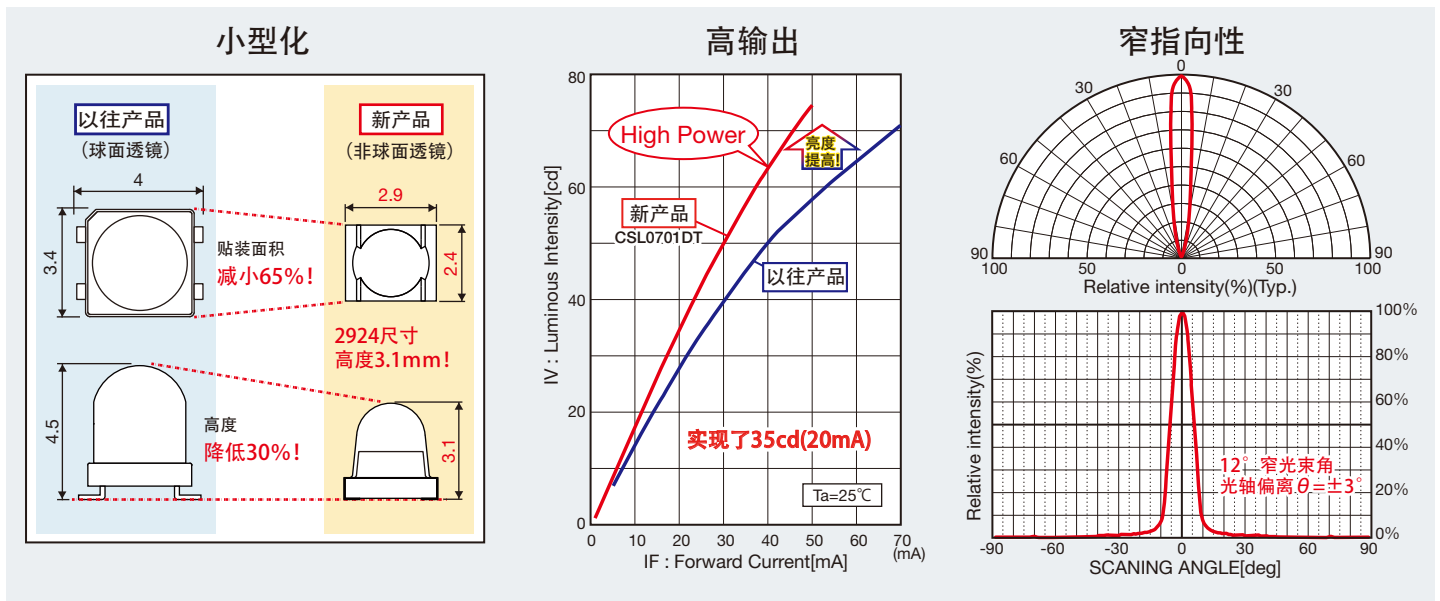 小型化
以往产品
(球面透镜)
新产品
(非球面透镜)
4
3.4
贴装面积
减小65%!
2.9
2.4
2924尺寸
高度3.1mm!
4.5
高度
降低30%!
3.1
高输出
80
60
40
20
0
IV : Luminous Intensity[cd]
High Power
亮度
提高!
新产品
CSL0701DT
以往产品
实现了35cd(20mA)
Ta=25℃
0 10 20 30 40 50 60 70
(mA)
IF : Forward Current[mA]
窄指向性
0
30 30
60 60
90 90
100 50 0 50 100
Relative intensity(%)(Typ.)
100%
80%
60%
40%
20%
0%
Relative intensity(%)
12° 窄光束角
光轴偏离θ=±3°
-90 -60 -30 0 30 60 90
SCANING ANGLE[deg]